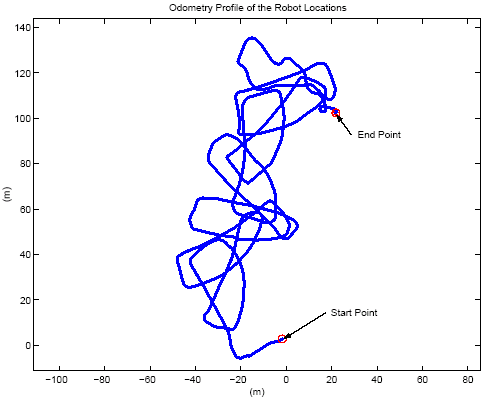 Odometry Profile of the Robot Locations
140
120
100
80
60
40
20
0
(m)
End Point
Start Point
−100 −80 −60 −40 −20 0 20 40 60 80
(m)